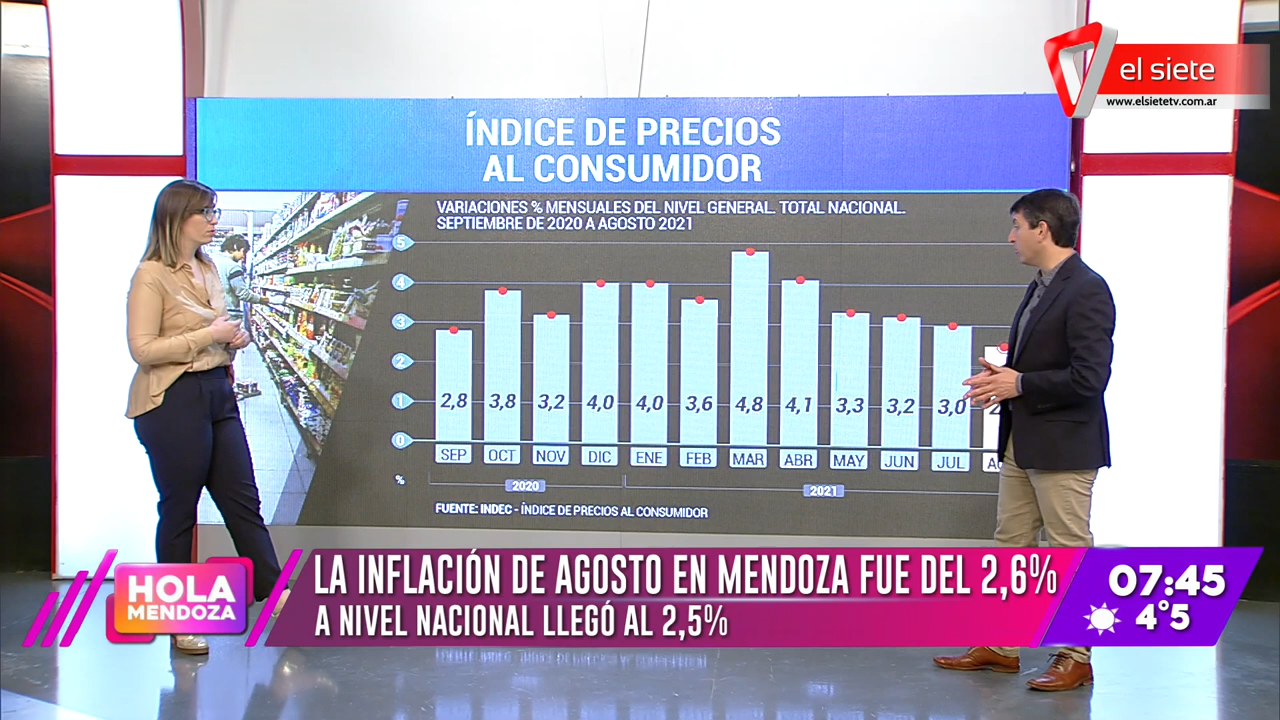 el siete
www.elsietetv.com.ar
ÍNDICE DE PRECIOS
AL CONSUMIDOR
VARIACIONES % MENSUALES DEL NIVEL GENERAL. TOTAL NACIONAL.
SEPTIEMBRE DE 2020 A AGOSTO 2021
5
4
3
2
1
0
%
2,8 3,8 3,2 4,0 4,0 3,6 4,8 4,1 3,3 3,2 3,0
SEP OCT NOV DIC ENE FEB MAR ABR MAY JUN JUL
2020 2021
FUENTE: INDEC - ÍNDICE DE PRECIOS AL CONSUMIDOR
HOLA
MENDOZA
LA INFLACIÓN DE AGOSTO EN MENDOZA FUE DEL 2,6%
A NIVEL NACIONAL LLEGÓ AL 2,5%
07:45
4°5